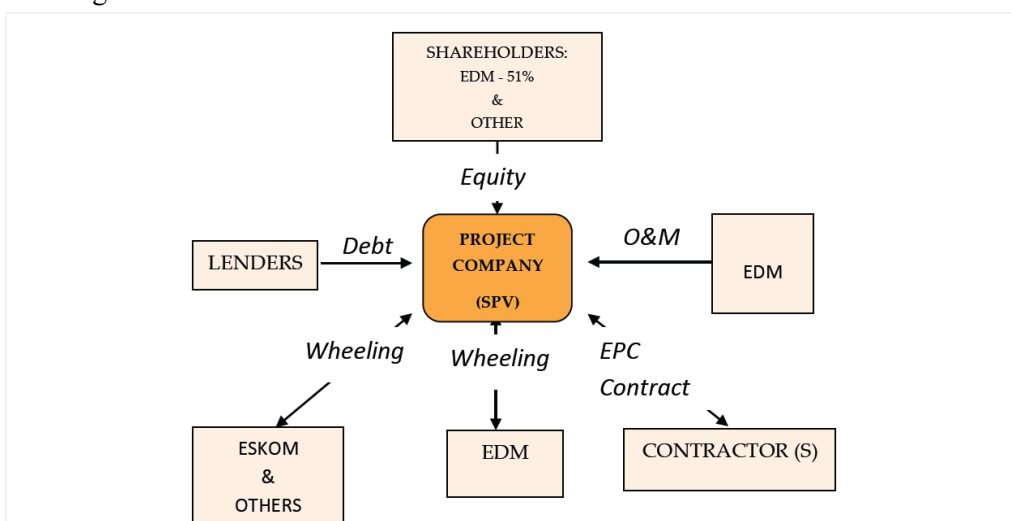 SHAREHOLDERS:
EDM - 51%
&
OTHER
Equity
LENDERS
Debt
PROJECT
COMPANY
(SPV)
O&M
EDM
Wheeling
Wheeling
EPC
Contract
ESKOM
&
OTHERS
EDM
CONTRACTOR (S)